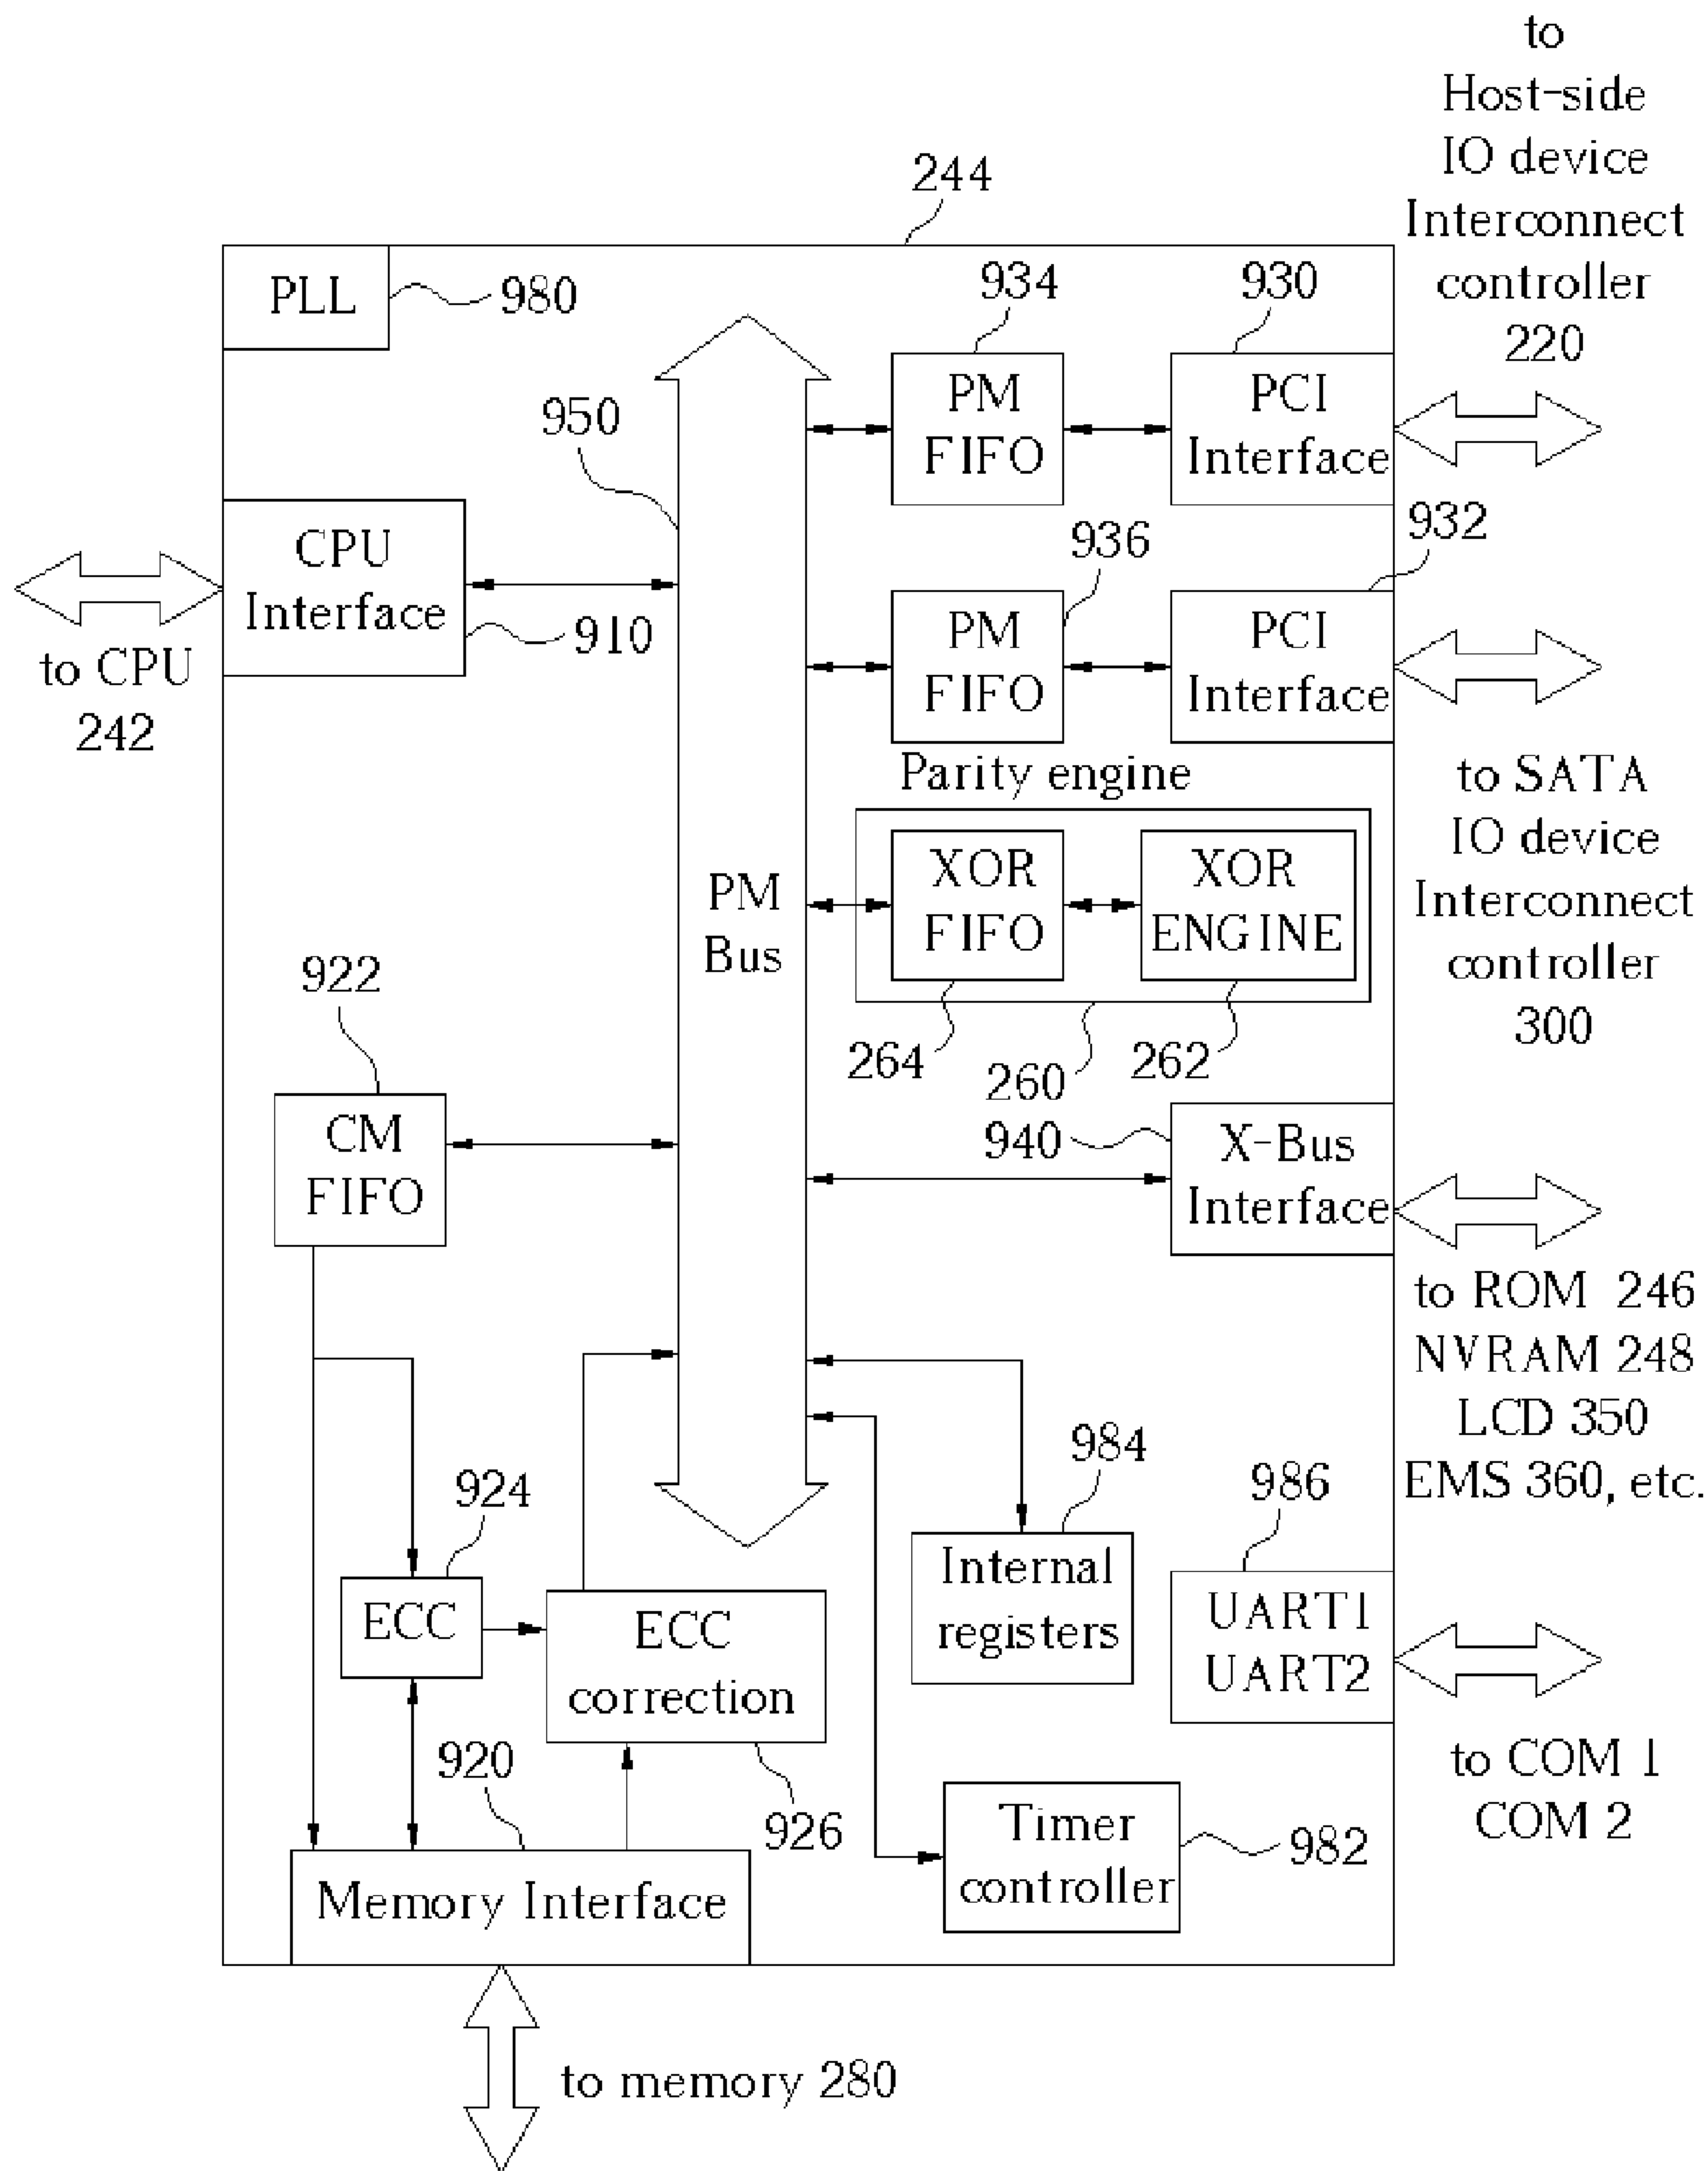 to
Host-side
IO device
Interconnect
controller
220
244
PLL
980
934
930
PM
FIFO
PCI
Interface
950
CPU
Interface
910
to CPU
242
936
932
PM
FIFO
PCI
Interface
to SATA
IO device
Interconnect
controller
300
Parity engine
XOR
FIFO
XOR
ENGINE
264
260
262
PM
Bus
922
CM
FIFO
940
X-Bus
Interface
to ROM 246
NVRAM 248
LCD 350
EMS 360, etc.
984
Internal
registers
986
UART1
UART2
to COM 1
COM 2
924
ECC
ECC
correction
926
920
Memory Interface
Timer
controller
982
to memory 280